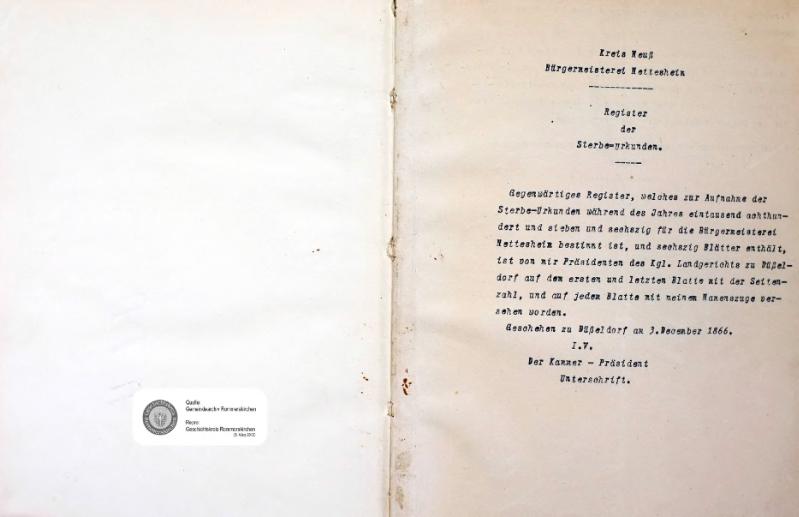 Quelle
Gemeindearchiv Rommerskirchen
Repro
Geschichtskreis Rommerskirchen
Kreis Neuß
Bürgermeisterei Nettesheim
Register
der
Sterbe=Urkunden.
Gegenwärtiges Register, welches zur Aufnahme der
Sterbe-Urkunden während des Jahres eintausend achthun-
dert und sieben und sechszig für die Bürgermeisterei
Nettesheim bestimmt ist, und sechszig Blätter enthält,
ist von mir Präsidenten des Kgl. Landgerichts zu Düßel-
dorf auf dem ersten und letzten Blatte mit der Seiten-
zahl, und auf jedem Blatte mit meinem Namenszuge ver-
sehen worden.
Geschehen zu Düßeldorf am 3.December 1866.
I.V.
Der Kammer - Präsident
Unterschrift.